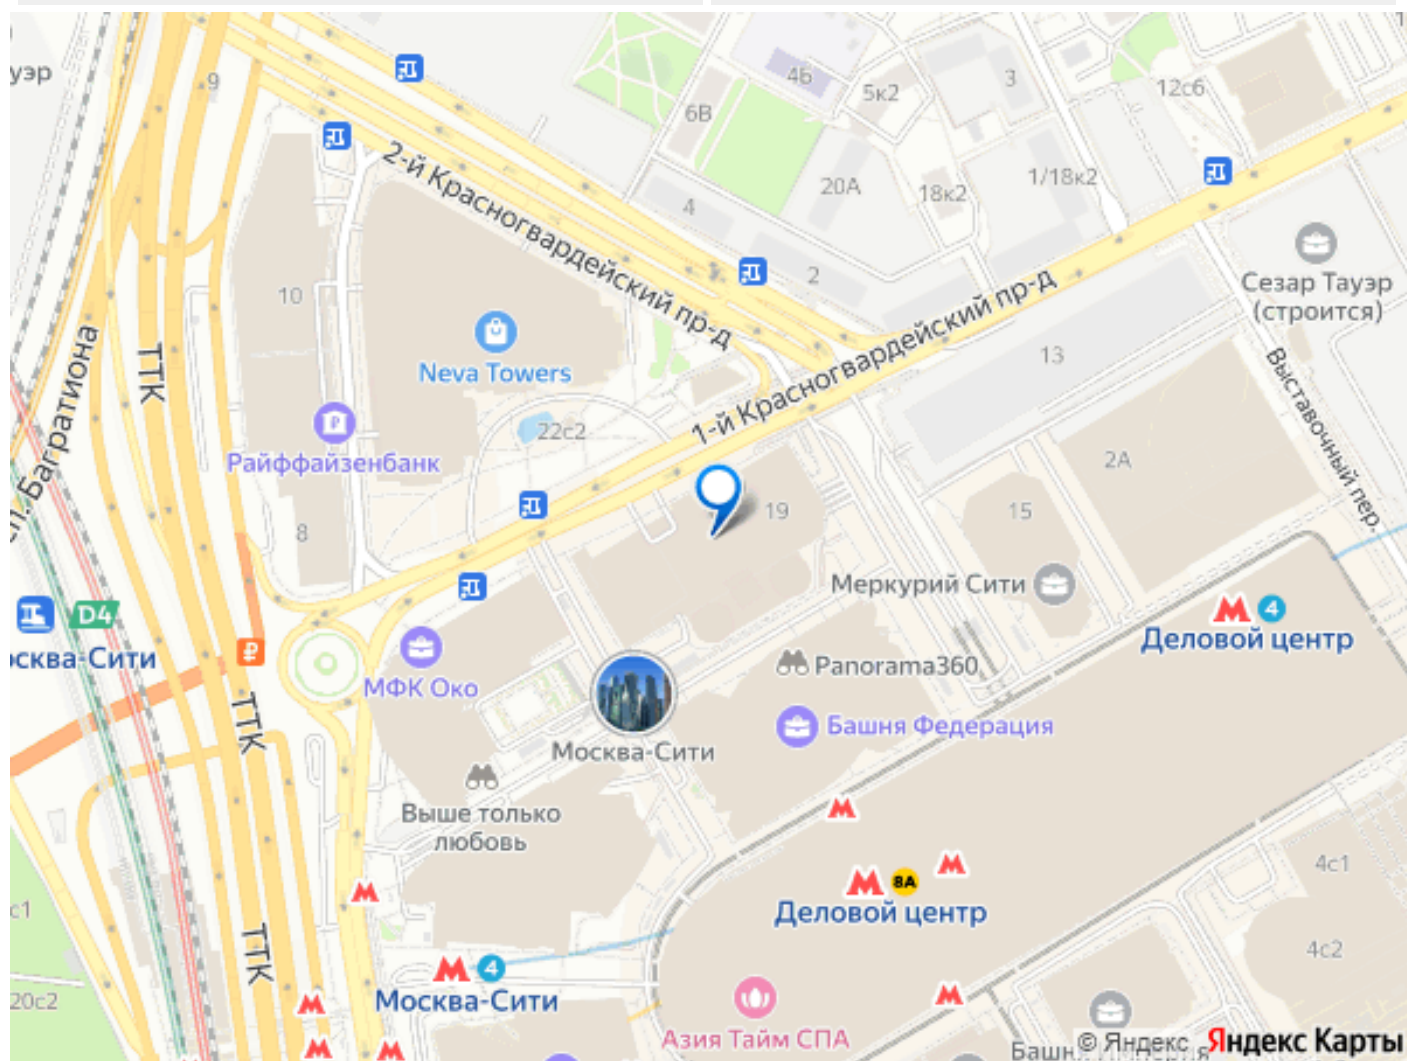 уэр
9
4Б
5к2
3
12с6
6В
2-й Красногвардейский пр-д
20А
18к2
1/18к2
4
2
Сезар Тауэр
(строится)
10
Neva Towers
ТТК
13
1-й Красногвардейский пр-д
Выставочный пер.
22с2
Райффайзенбанк
2А
ул.Багратиона
8
19
15
Меркурий Сити
D4
сква-Сити
4
Деловой центр
₽
МФК Око
Panorama360
Башня Федерация
ТТК
Москва-Сити
Выше только
любовь
8А
Деловой центр
4с1
с1
ТТК
4с2
4
Москва-Сити
20с2
Азия Тайм СПА
© Яндекс Яндекс Карты